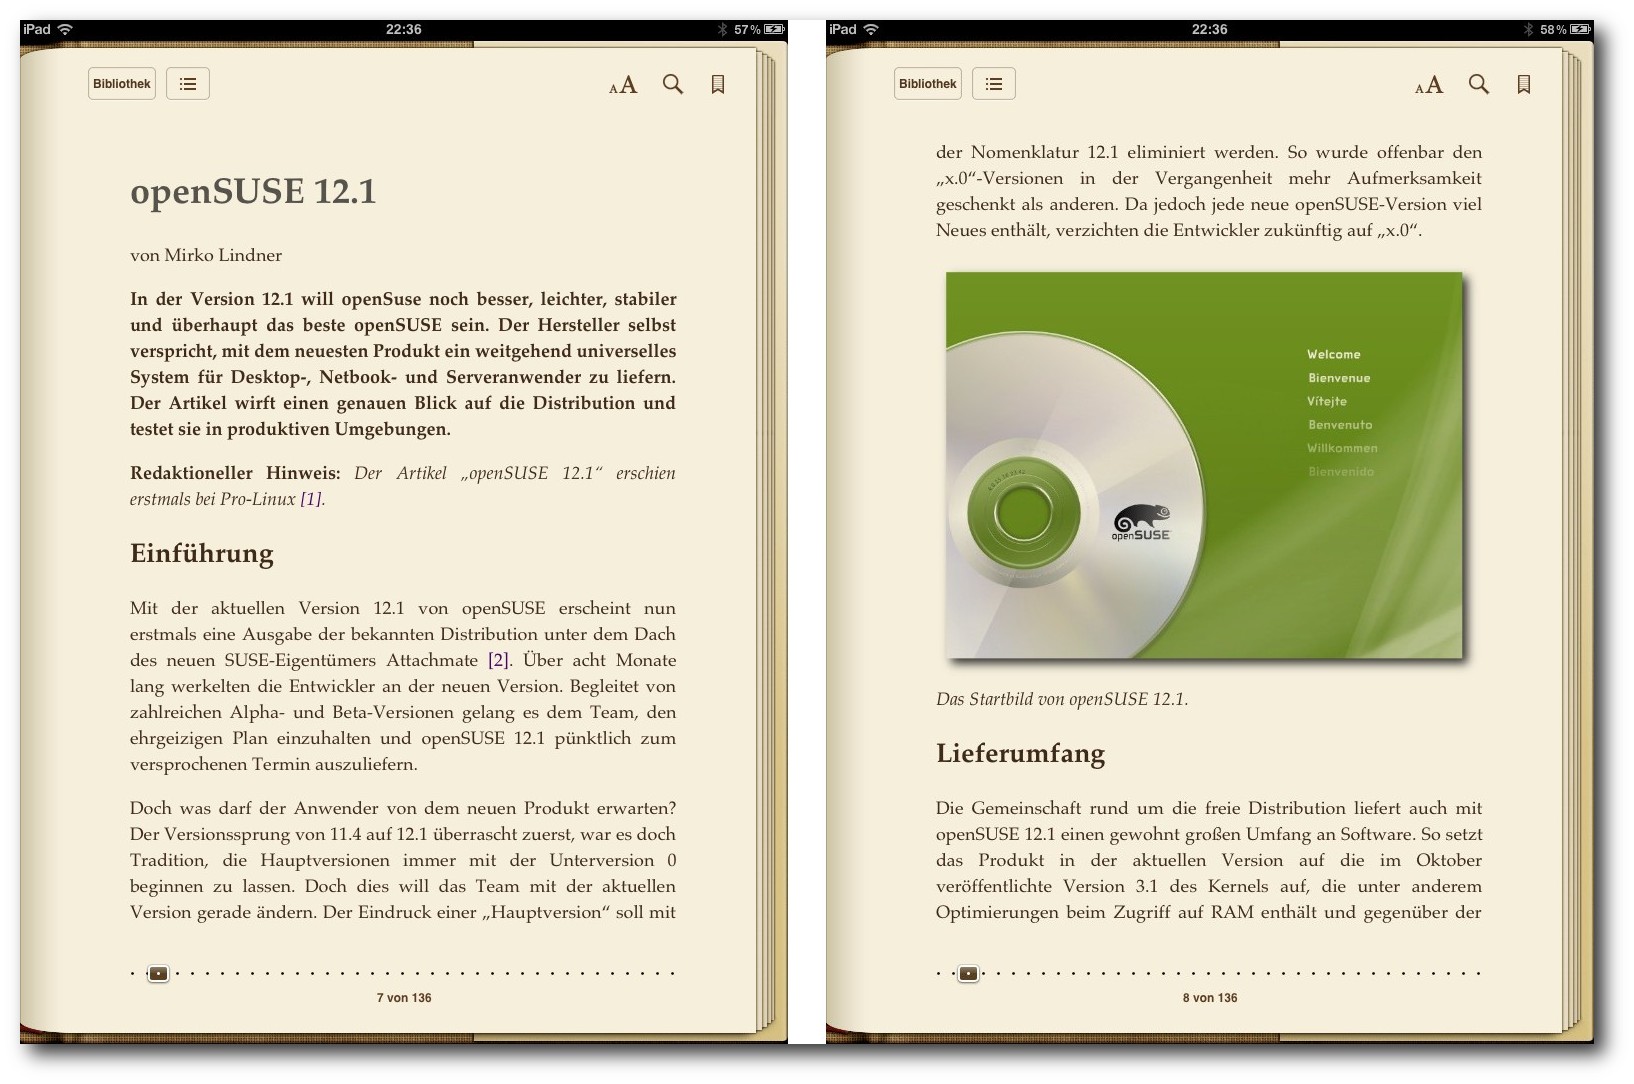 iPad 22:36 57%
Bibliothek AA
openSUSE 12.1
von Mirko Lindner
In der Version 12.1 will openSuse noch besser, leichter, stabiler
und überhaupt das beste openSUSE sein. Der Hersteller selbst
verspricht, mit dem neuesten Produkt ein weitgehend universelles
System für Desktop-, Netbook- und Serveranwender zu liefern.
Der Artikel wirft einen genauen Blick auf die Distribution und
testet sie in produktiven Umgebungen.
Redaktioneller Hinweis: Der Artikel „openSUSE 12.1“ erschien
erstmals bei Pro-Linux [1].
Einführung
Mit der aktuellen Version 12.1 von openSUSE erscheint nun
erstmals eine Ausgabe der bekannten Distribution unter dem Dach
des neuen SUSE-Eigentümers Attachmate [2]. Über acht Monate
lang werkelten die Entwickler an der neuen Version. Begleitet von
zahlreichen Alpha- und Beta-Versionen gelang es dem Team, den
ehrgeizigen Plan einzuhalten und openSUSE 12.1 pünktlich zum
versprochenen Termin auszuliefern.
Doch was darf der Anwender von dem neuen Produkt erwarten?
Der Versionssprung von 11.4 auf 12.1 überrascht zuerst, war es doch
Tradition, die Hauptversionen immer mit der Unterversion 0
beginnen zu lassen. Doch dies will das Team mit der aktuellen
Version gerade ändern. Der Eindruck einer „Hauptversion“ soll mit
7 von 136
iPad 22:36 58%
Bibliothek AA
der Nomenklatur 12.1 eliminiert werden. So wurde offenbar den
„x.0“-Versionen in der Vergangenheit mehr Aufmerksamkeit
geschenkt als anderen. Da jedoch jede neue openSUSE-Version viel
Neues enthält, verzichten die Entwickler zukünftig auf „x.0“.
Welcome
Bienvenue
Vítejte
Benvenuto
Willkommen
Bienvenido
openSUSE
Das Startbild von openSUSE 12.1.
Lieferumfang
Die Gemeinschaft rund um die freie Distribution liefert auch mit
openSUSE 12.1 einen gewohnt großen Umfang an Software. So setzt
das Produkt in der aktuellen Version auf die im Oktober
veröffentlichte Version 3.1 des Kernels auf, die unter anderem
Optimierungen beim Zugriff auf RAM enthält und gegenüber der
8 von 136